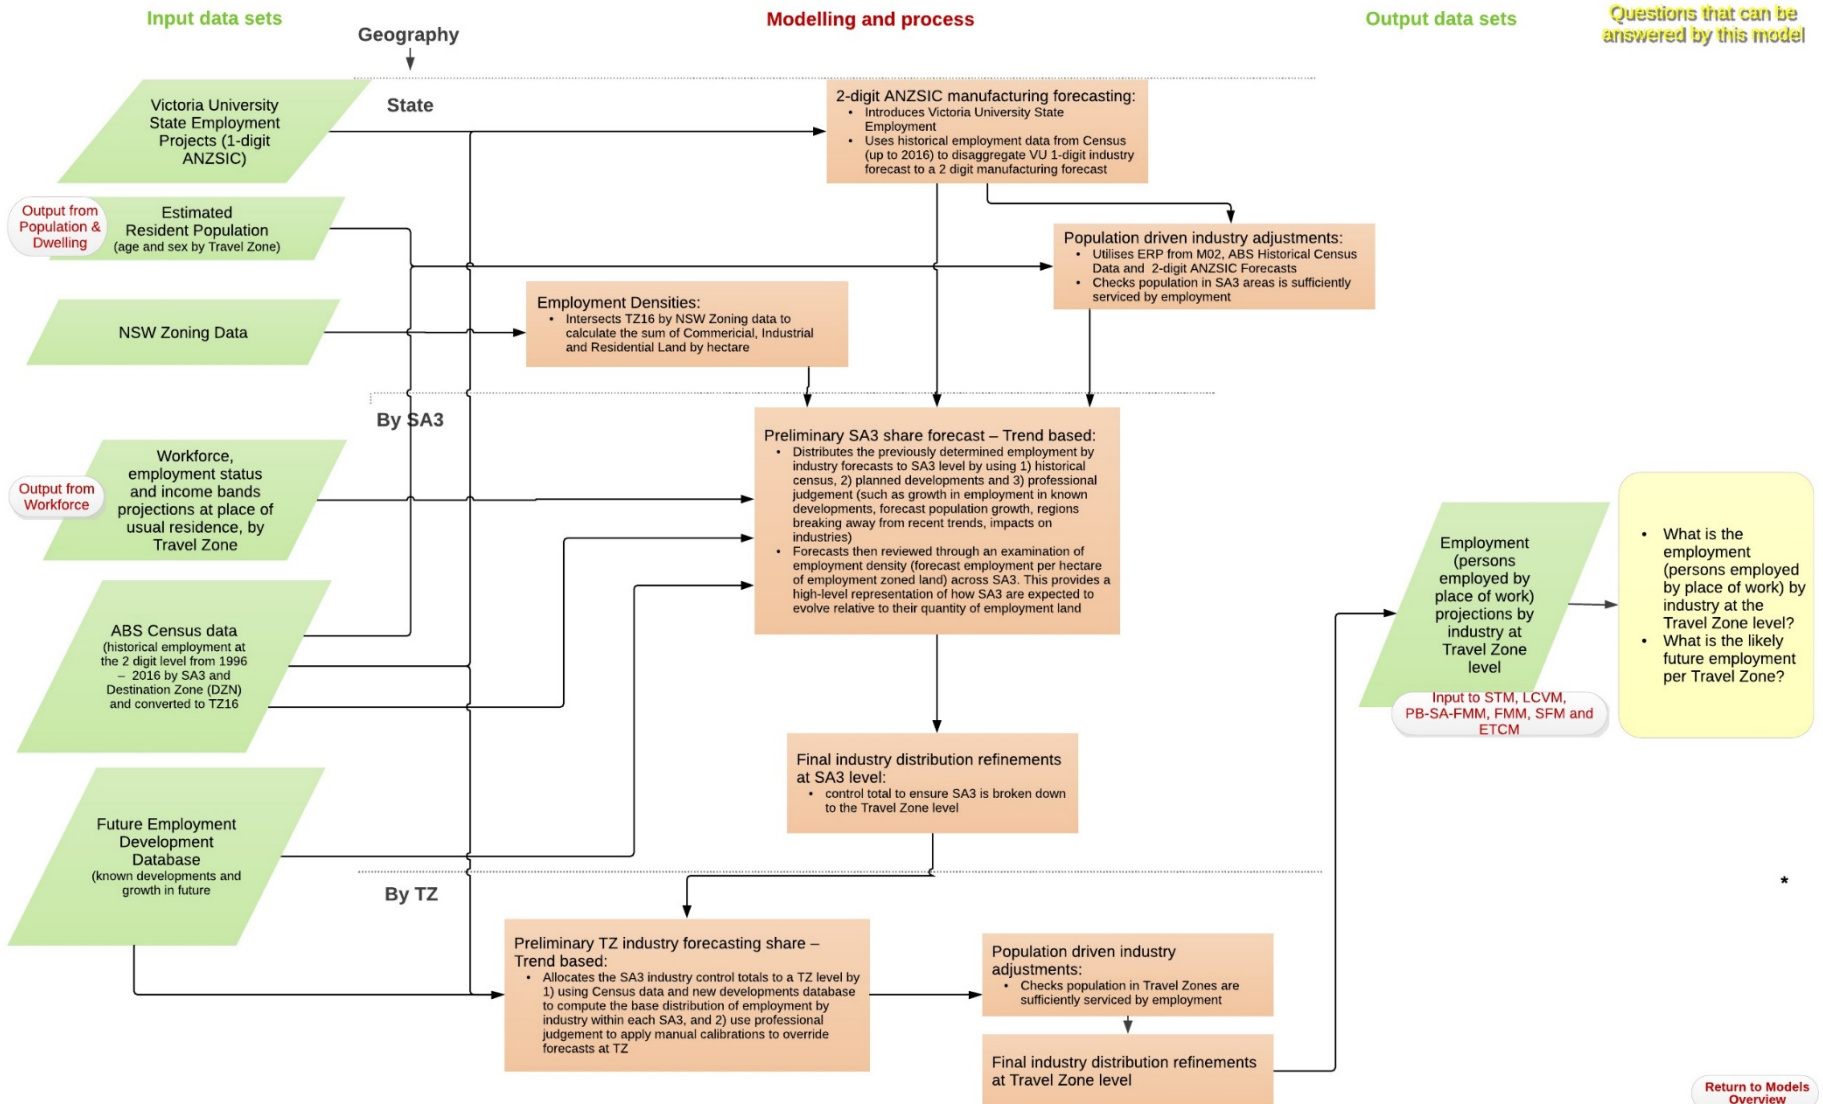 Input data sets
Modelling and process
Output data sets
Questions that can be
answered by this model
Geography
State
Victoria University
State Employment
Projects (1-digit
ANZSIC)
2-digit ANZSIC manufacturing forecasting:
• Introduces Victoria University State
Employment
• Uses historical employment data from Census
(up to 2016) to disaggregate VU 1-digit industry
forecast to a 2 digit manufacturing forecast
Output from
Population &
Dwelling
Estimated
Resident Population
(age and sex by Travel Zone)
Population driven industry adjustments:
• Utilises ERP from M02, ABS Historical Census
Data and 2-digit ANZSIC Forecasts
• Checks population in SA3 areas is sufficiently
serviced by employment
NSW Zoning Data
Employment Densities:
• Intersects TZ16 by NSW Zoning data to
calculate the sum of Commericial, Industrial
and Residential Land by hectare
By SA3
Output from
Workforce
Workforce,
employment status
and income bands
projections at place of
usual residence, by
Travel Zone
Preliminary SA3 share forecast – Trend based:
• Distributes the previously determined employment by
industry forecasts to SA3 level by using 1) historical
census, 2) planned developments and 3) professional
judgement (such as growth in employment in known
developments, forecast population growth, regions
breaking away from recent trends, impacts on
industries)
• Forecasts then reviewed through an examination of
employment density (forecast employment per hectare
of employment zoned land) across SA3. This provides a
high-level representation of how SA3 are expected to
evolve relative to their quantity of employment land
Employment
(persons
employed by
place of work)
projections by
industry at
Travel Zone
level
Input to STM, LCVM,
PB-SA-FMM, FMM, SFM and
ETCM
• What is the
employment
(persons employed
by place of work) by
industry at the
Travel Zone level?
• What is the likely
future employment
per Travel Zone?
ABS Census data
(historical employment at
the 2 digit level from 1996
– 2016 by SA3 and
Destination Zone (DZN)
and converted to TZ16
Final industry distribution refinements
at SA3 level:
• control total to ensure SA3 is broken down
to the Travel Zone level
Future Employment
Development
Database
(known developments and
growth in future
By TZ
*
Preliminary TZ industry forecasting share –
Trend based:
• Allocates the SA3 industry control totals to a TZ level by
1) using Census data and new developments database
to compute the base distribution of employment by
industry within each SA3, and 2) use professional
judgement to apply manual calibrations to override
forecasts at TZ
Population driven industry
adjustments:
• Checks population in Travel Zones are
sufficiently serviced by employment
Final industry distribution refinements
at Travel Zone level
Return to Models
Overview